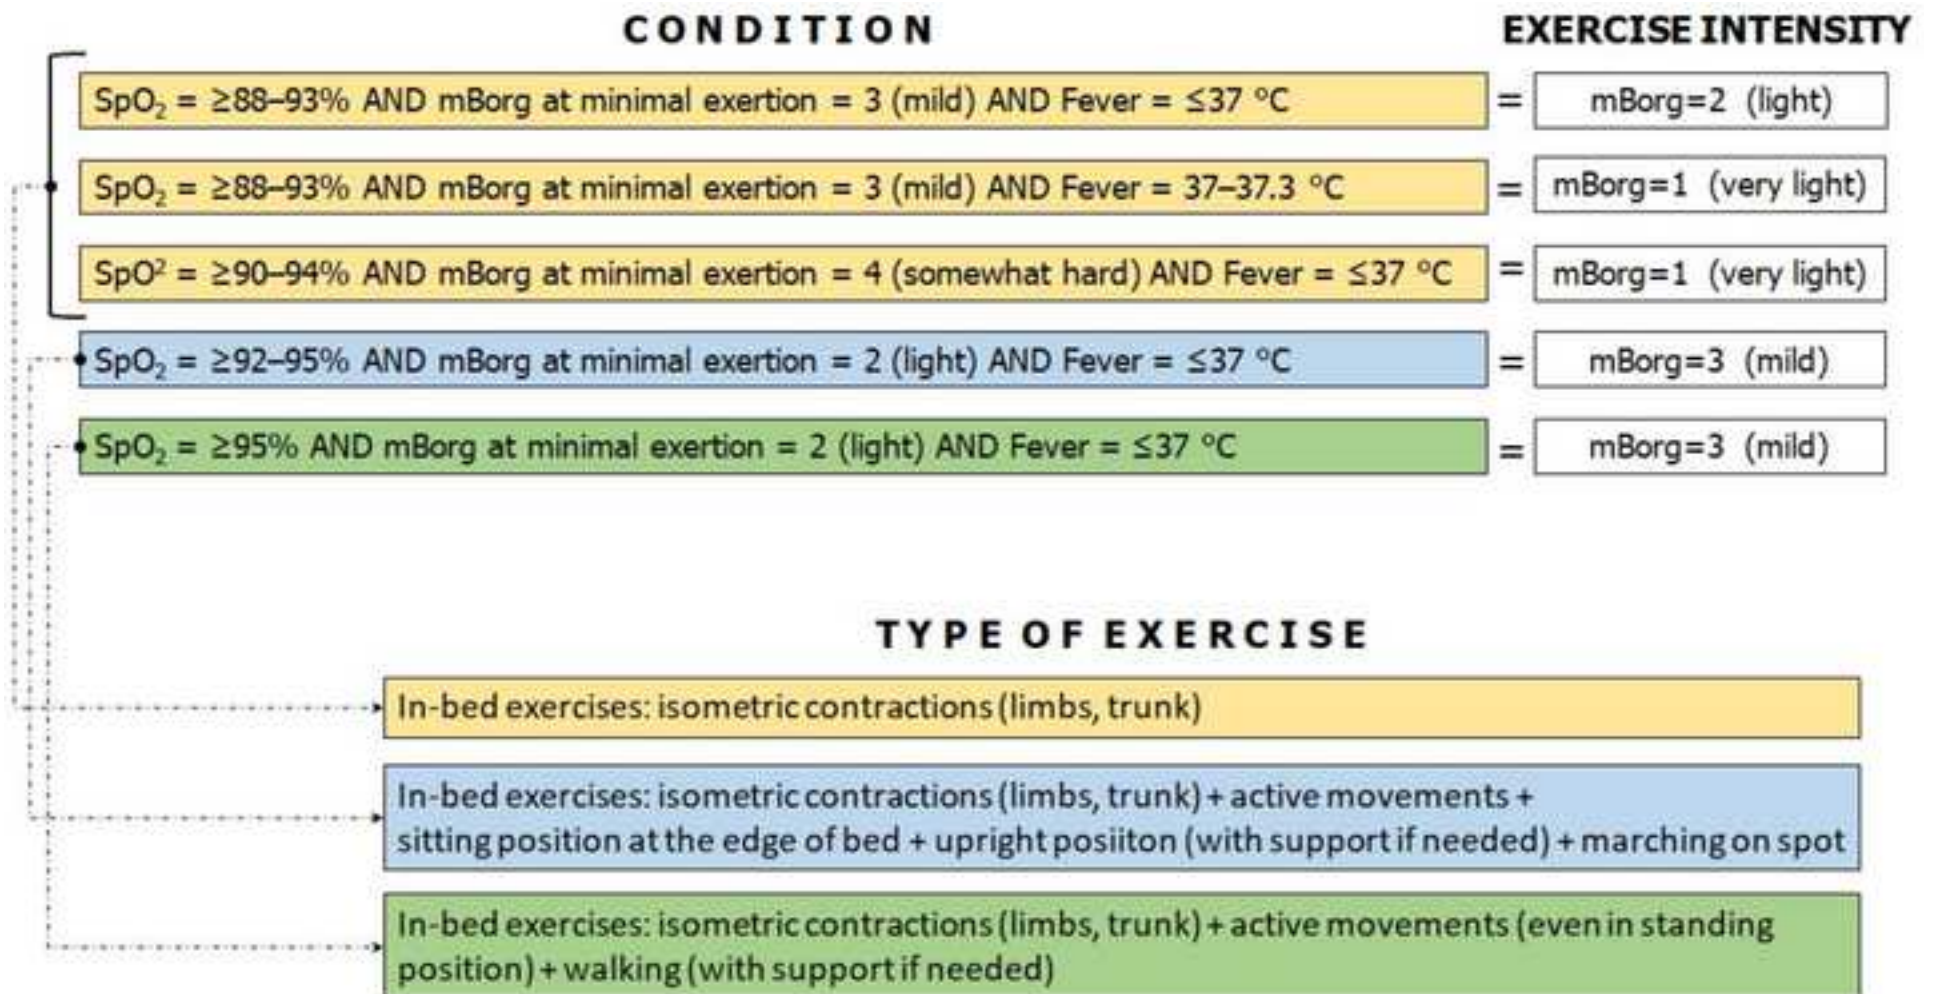 CONDITION
EXERCISE INTENSITY
SpO₂ = ≥88–93% AND mBorg at minimal exertion = 3 (mild) AND Fever = ≤37 °C
=
mBorg=2 (light)
SpO₂ = ≥88–93% AND mBorg at minimal exertion = 3 (mild) AND Fever = 37–37.3 °C
=
mBorg=1 (very light)
SpO² = ≥90–94% AND mBorg at minimal exertion = 4 (somewhat hard) AND Fever = ≤37 °C
=
mBorg=1 (very light)
SpO₂ = ≥92–95% AND mBorg at minimal exertion = 2 (light) AND Fever = ≤37 °C
=
mBorg=3 (mild)
SpO₂ = ≥95% AND mBorg at minimal exertion = 2 (light) AND Fever = ≤37 °C
=
mBorg=3 (mild)
TYPE OF EXERCISE
In-bed exercises: isometric contractions (limbs, trunk)
In-bed exercises: isometric contractions (limbs, trunk) + active movements +
sitting position at the edge of bed + upright posiiton (with support if needed) + marching on spot
In-bed exercises: isometric contractions (limbs, trunk) + active movements (even in standing
position) + walking (with support if needed)